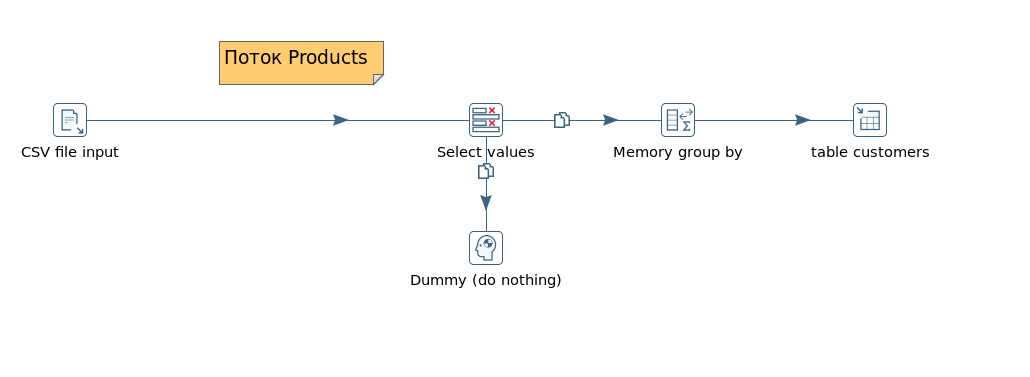 Поток Products
CSV file input
Select values
Memory group by
table customers
Dummy (do nothing)